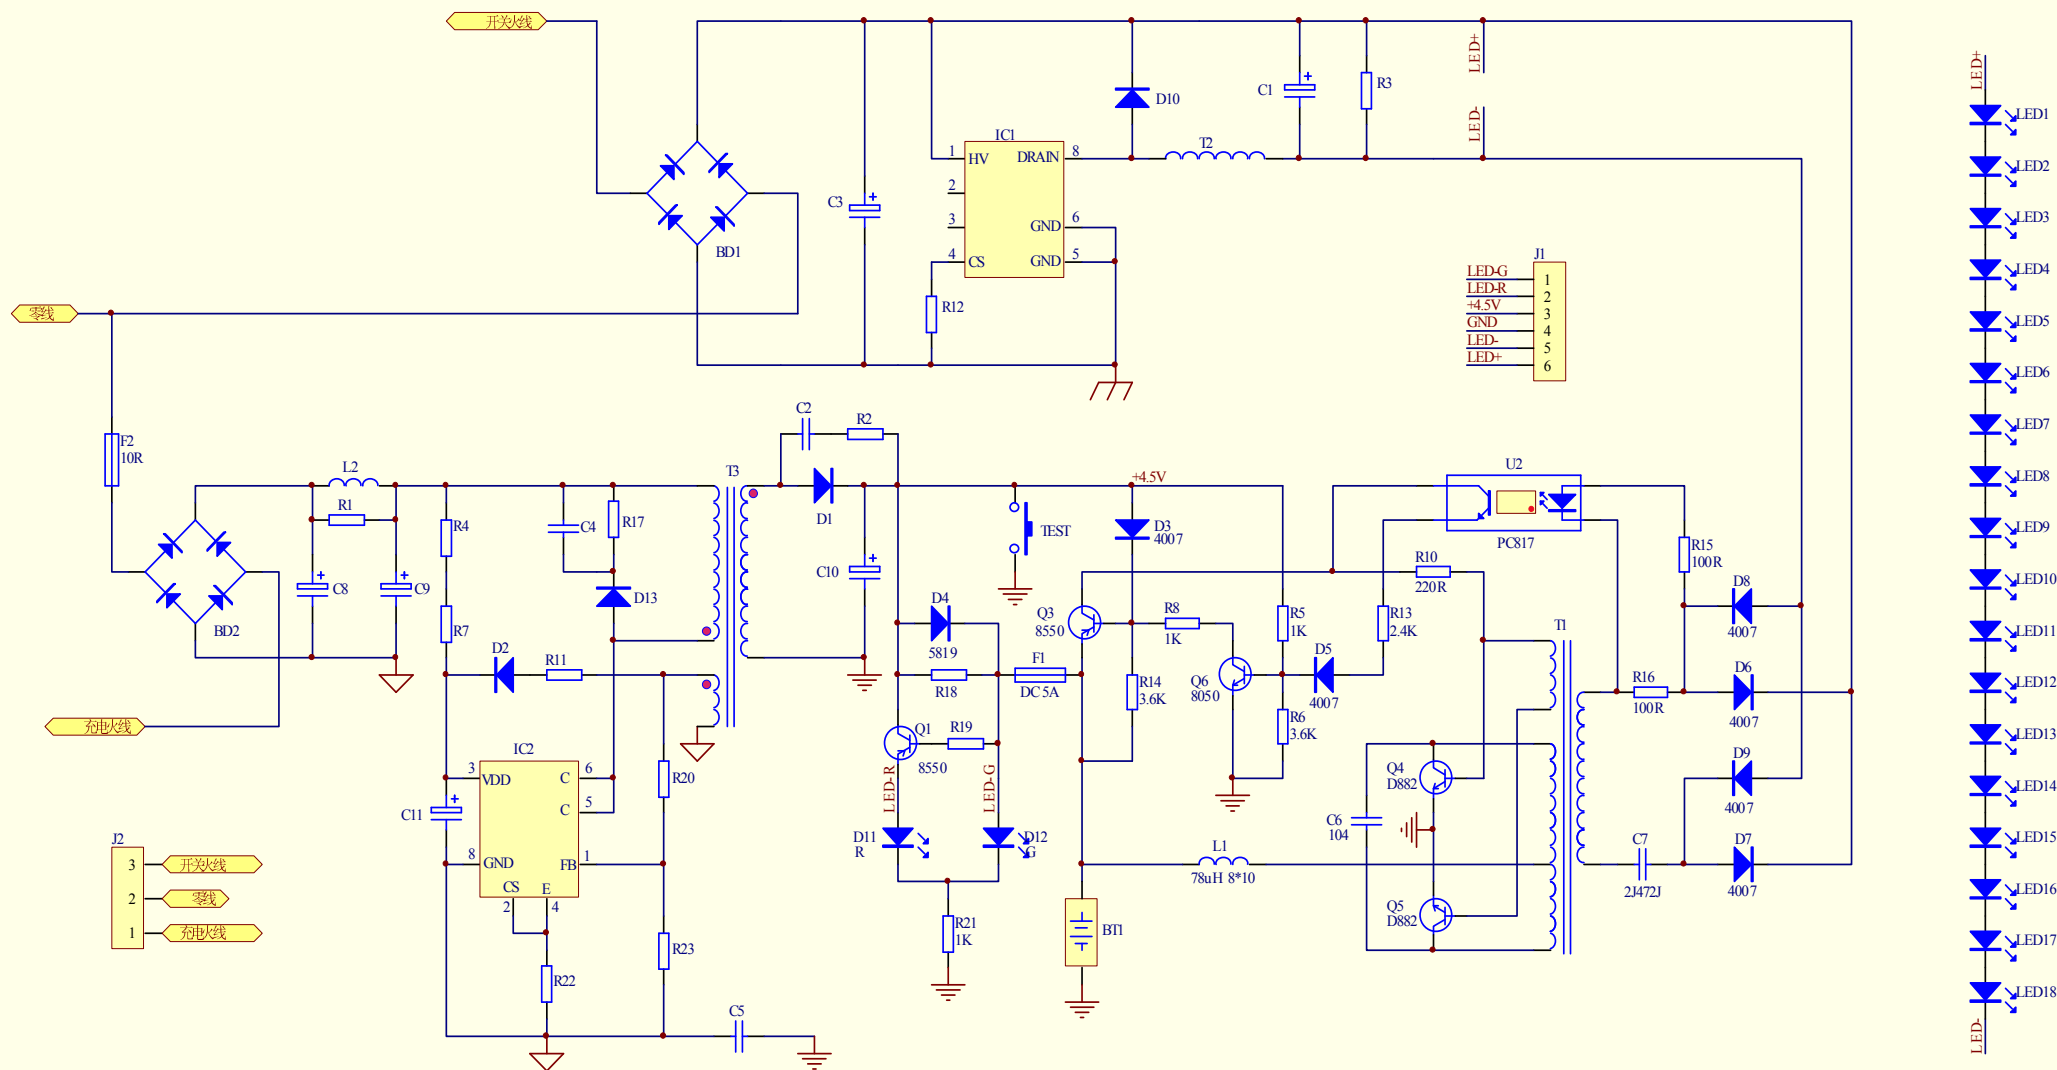 开关火线
LED+
LED-
LED+
R3
C1
D10
T2
IC1
1 HV DRAIN 8
2
3
GND 6
4 CS GND 5
C3
BD1
R12
零线
J1
LED-G 1
LED-R 2
+4.5V 3
GND 4
LED- 5
LED+ 6
LED1
LED2
LED3
LED4
LED5
LED6
LED7
LED8
LED9
LED10
LED11
LED12
LED13
LED14
LED15
LED16
LED17
LED18
LED-
F2
10R
L2
R1
C8
C9
BD2
充电火线
R4
R7
C4
R17
D13
D2
R11
T3
C2
R2
D1
C10
TEST
+4.5V
D3
4007
U2
PC817
R10
220R
R15
100R
D8
4007
Q3
8550
R8
1K
R5
1K
R13
2.4K
D4
5819
R18
F1
DC 5A
R14
3.6K
Q6
8050
D5
4007
R6
3.6K
T1
R16
100R
D6
4007
Q1
8550
R19
LED-R
LED-G
D11
R
D12
G
R21
1K
IC2
3 VDD C 6
C 5
8 GND FB 1
CS E
2 4
C11
R20
R23
R22
C5
BT1
L1
78uH 8*10
C6
104
Q4
D882
Q5
D882
D9
4007
C7
2J472J
D7
4007
J2
3 开关火线
2 零线
1 充电火线